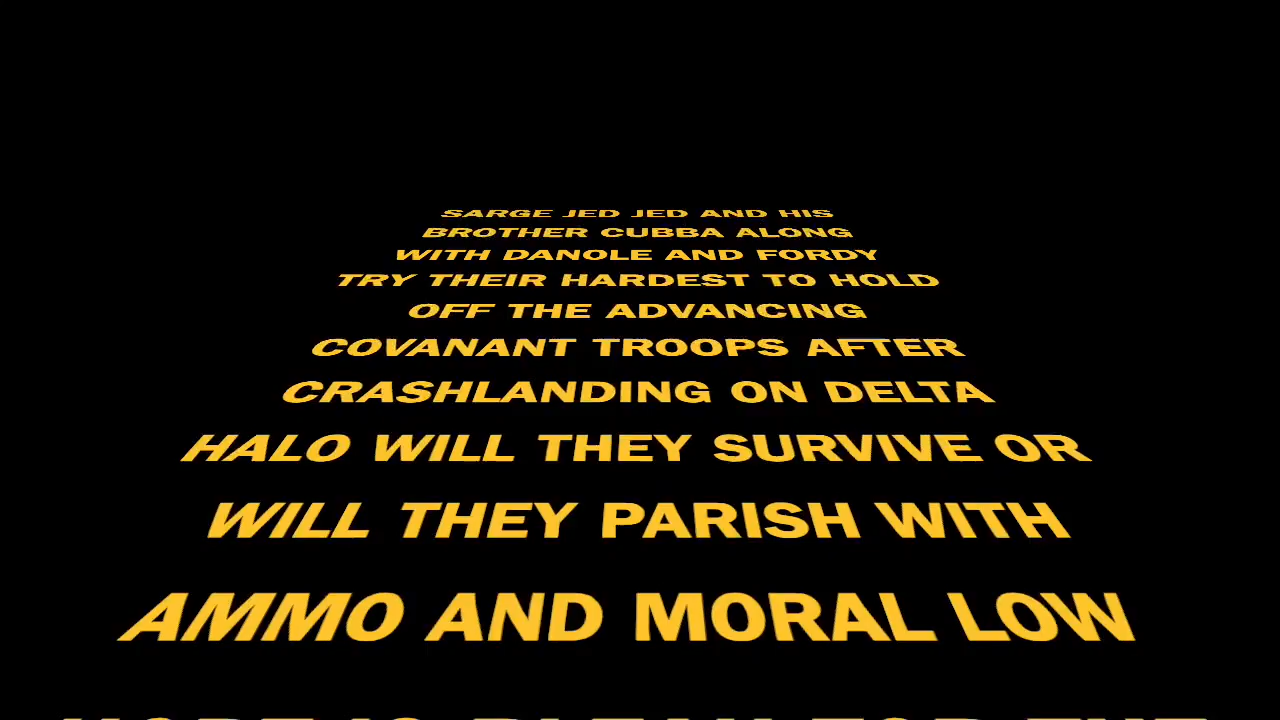 SARGE JED JED AND HIS
BROTHER CUBBA ALONG
WITH DANOLE AND FORDY
TRY THEIR HARDEST TO HOLD
OFF THE ADVANCING
COVANANT TROOPS AFTER
CRASHLANDING ON DELTA
HALO WILL THEY SURVIVE OR
WILL THEY PARISH WITH
AMMO AND MORAL LOW